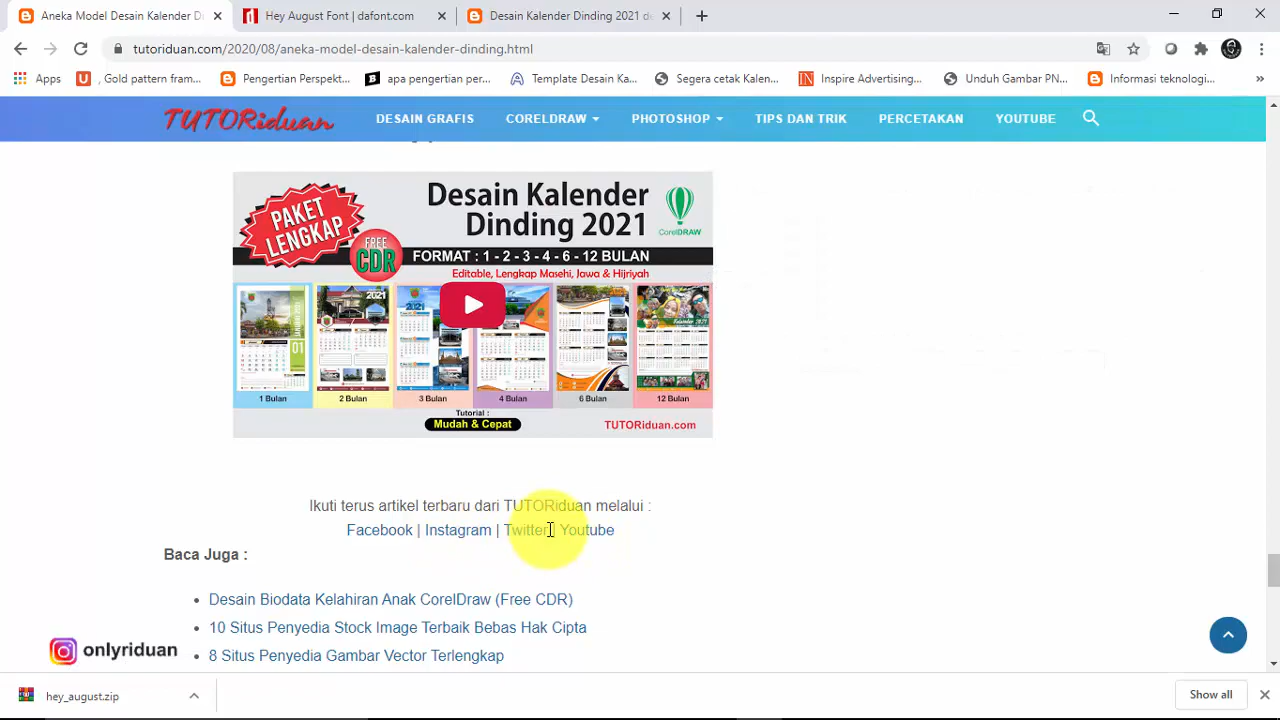 Aneka Model Desain Kalender D
Hey August Font | dafont.com
Desain Kalender Dinding 2021 de
tutoriduan.com/2020/08/aneka-model-desain-kalender-dinding.html
Apps
, Gold pattern fram...
Pengertian Perspekt...
apa pengertian per...
Template Desain Ka...
Segera cetak Kalen...
Inspire Advertising...
Unduh Gambar PN...
Informasi teknologi...
TUTORiduan
DESAIN GRAFIS
CORELDRAW
PHOTOSHOP
TIPS DAN TRIK
PERCETAKAN
YOUTUBE
PAKET
LENGKAP
FREE
CDR
Desain Kalender
Dinding 2021
CorelDRAW
FORMAT : 1 - 2 - 3 - 4 - 6 - 12 BULAN
Editable, Lengkap Masehi, Jawa & Hijriyah
1 Bulan
2 Bulan
3 Bulan
4 Bulan
6 Bulan
12 Bulan
Tutorial :
Mudah & Cepat
TUTORiduan.com
Ikuti terus artikel terbaru dari TUTORiduan melalui :
Facebook | Instagram | Twitter | Youtube
Baca Juga :
Desain Biodata Kelahiran Anak CorelDraw (Free CDR)
10 Situs Penyedia Stock Image Terbaik Bebas Hak Cipta
8 Situs Penyedia Gambar Vector Terlengkap
onlyriduan
hey_august.zip
Show all